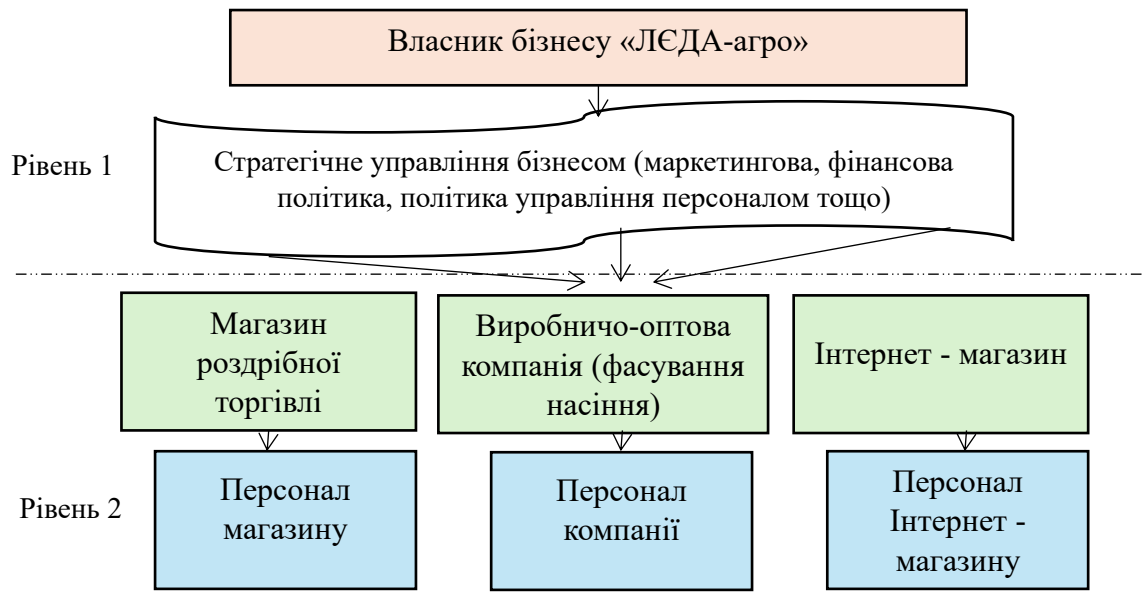 Власник бізнесу «ЛЄДА-агро»
Рівень 1
Стратегічне управління бізнесом (маркетингова, фінансова
політика, політика управління персоналом тощо)
Магазин
роздрібної
торгівлі
Виробничо-оптова
компанія (фасування
насіння)
Інтернет - магазин
Рівень 2
Персонал
магазину
Персонал
компанії
Персонал
Інтернет -
магазину